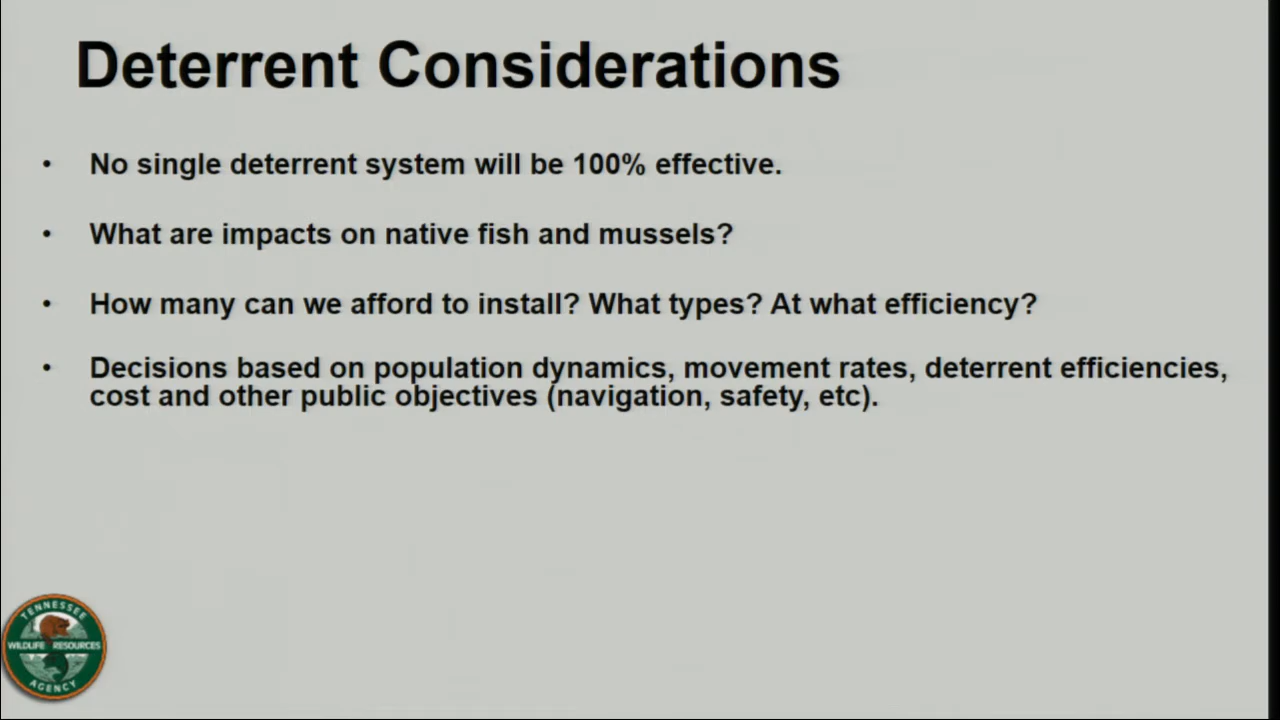 Deterrent Considerations
• No single deterrent system will be 100% effective.
• What are impacts on native fish and mussels?
• How many can we afford to install? What types? At what efficiency?
• Decisions based on population dynamics, movement rates, deterrent efficiencies,
cost and other public objectives (navigation, safety, etc).
TENNESSEE
WILDLIFE RESOURCES
AGENCY